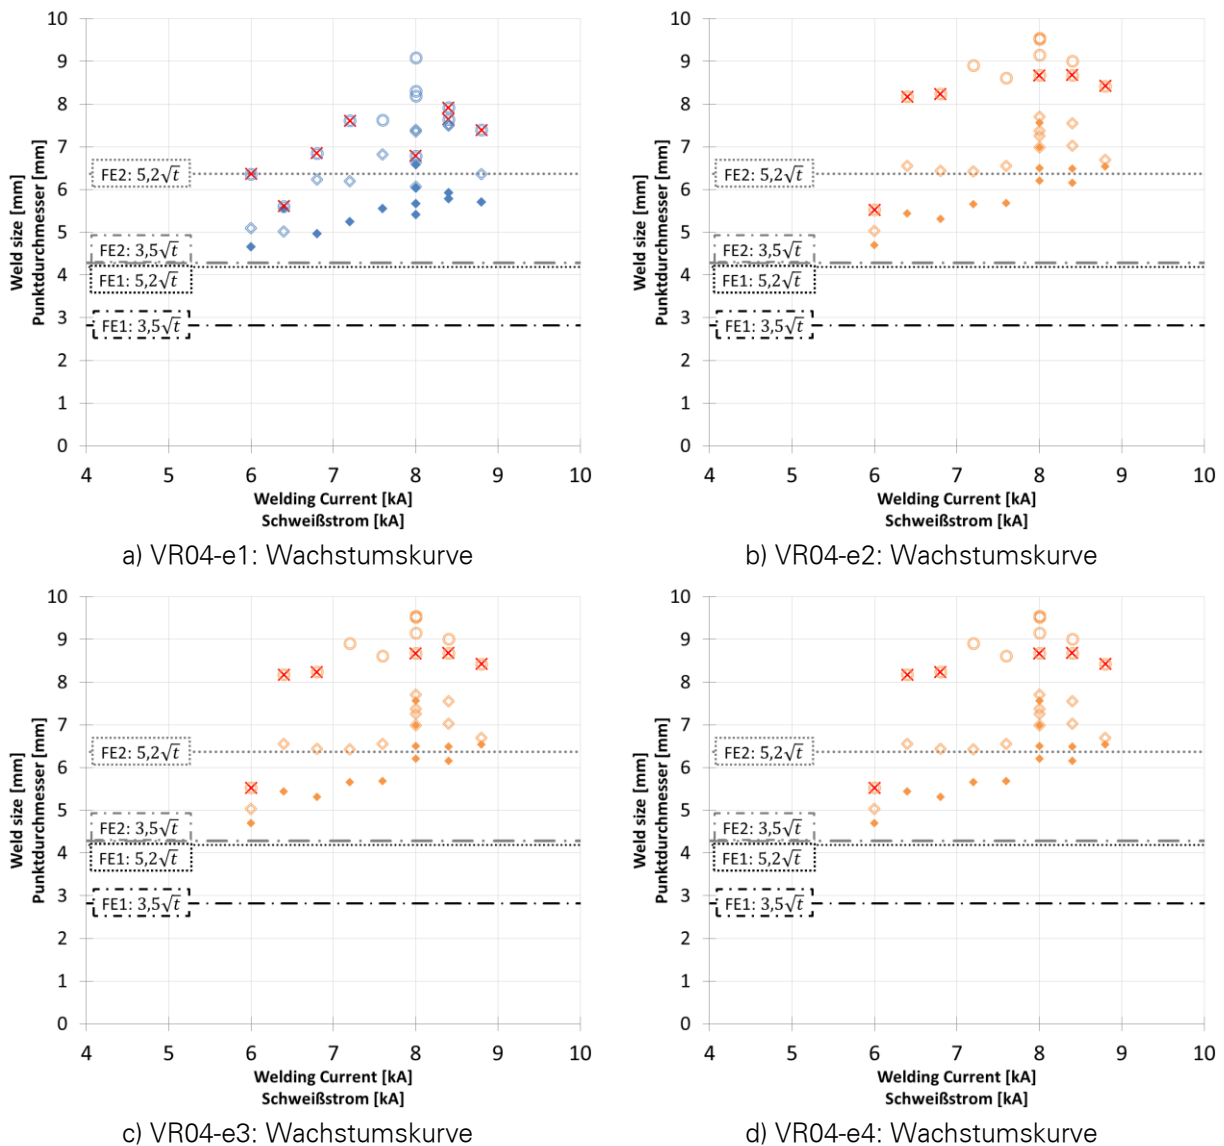 10
9
8
7
6
5
4
3
2
1
0
Weld size [mm]
Punktdurchmesser [mm]
FE2: 5,2√t
FE2: 3,5√t
FE1: 5,2√t
FE1: 3,5√t
4 5 6 7 8 9 10
Welding Current [kA]
Schweißstrom [kA]
a) VR04-e1: Wachstumskurve
10
9
8
7
6
5
4
3
2
1
0
Weld size [mm]
Punktdurchmesser [mm]
FE2: 5,2√t
FE2: 3,5√t
FE1: 5,2√t
FE1: 3,5√t
4 5 6 7 8 9 10
Welding Current [kA]
Schweißstrom [kA]
b) VR04-e2: Wachstumskurve
10
9
8
7
6
5
4
3
2
1
0
Weld size [mm]
Punktdurchmesser [mm]
FE2: 5,2√t
FE2: 3,5√t
FE1: 5,2√t
FE1: 3,5√t
4 5 6 7 8 9 10
Welding Current [kA]
Schweißstrom [kA]
c) VR04-e3: Wachstumskurve
10
9
8
7
6
5
4
3
2
1
0
Weld size [mm]
Punktdurchmesser [mm]
FE2: 5,2√t
FE2: 3,5√t
FE1: 5,2√t
FE1: 3,5√t
4 5 6 7 8 9 10
Welding Current [kA]
Schweißstrom [kA]
d) VR04-e4: Wachstumskurve